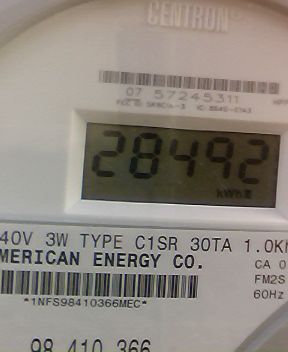 CENTRON®
07 57245311
28492
kWh
40V 3W TYPE C1SR 30TA 1.0K
MERICAN ENERGY CO.
CA 0
FM2S
*1NFS98410366MEC*
60Hz
98 410 366